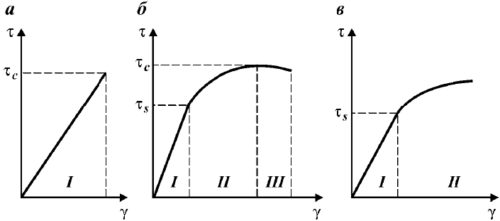 а б в
τ τ τ
τc τc
τs τs
I I II III I II
γ γ γ